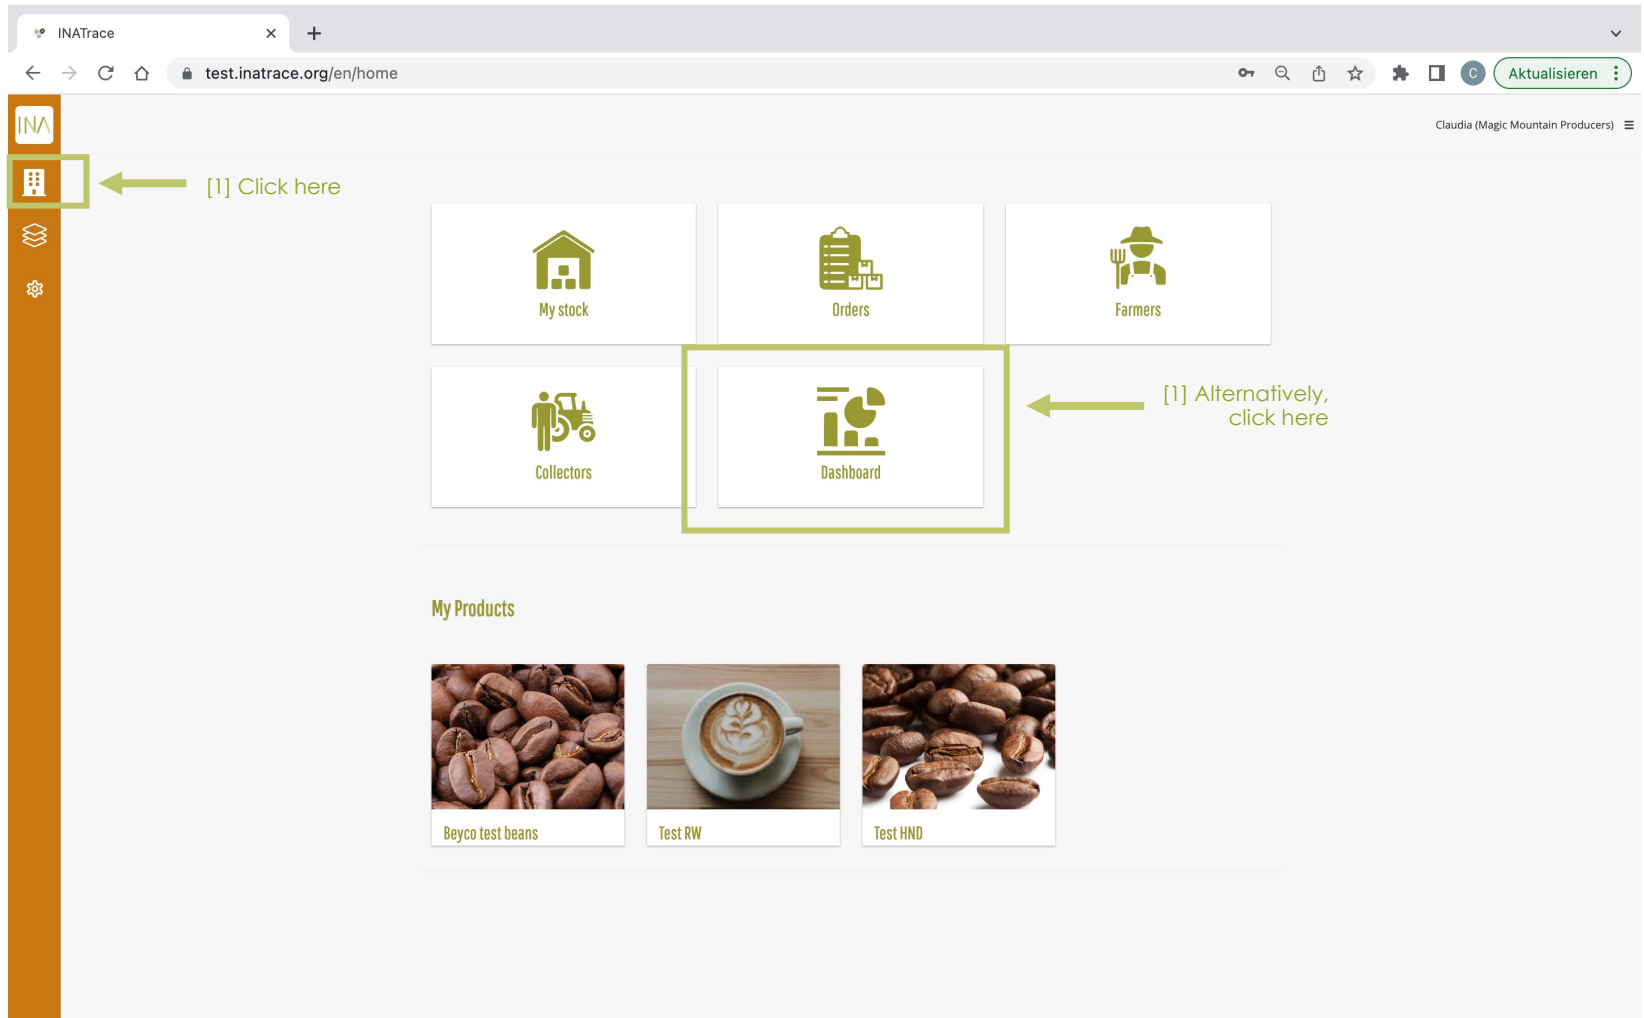 INATrace
test.inatrace.org/en/home
C
Aktualisieren
INA
Claudia (Magic Mountain Producers)
[1] Click here
My stock
Orders
Farmers
[1] Alternatively,
click here
Collectors
Dashboard
My Products
Beyco test beans
Test RW
Test HND